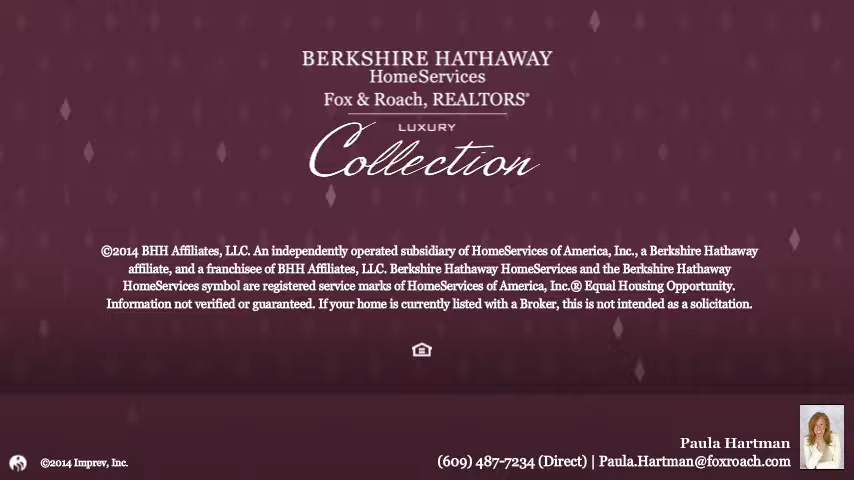 BERKSHIRE HATHAWAY
HomeServices
Fox & Roach, REALTORS®
LUXURY
Collection
©2014 BHH Affiliates, LLC. An independently operated subsidiary of HomeServices of America, Inc., a Berkshire Hathaway
affiliate, and a franchisee of BHH Affiliates, LLC. Berkshire Hathaway HomeServices and the Berkshire Hathaway
HomeServices symbol are registered service marks of HomeServices of America, Inc.® Equal Housing Opportunity.
Information not verified or guaranteed. If your home is currently listed with a Broker, this is not intended as a solicitation.
Paula Hartman
(609) 487-7234 (Direct) | Paula.Hartman@foxroach.com
©2014 Imprev, Inc.